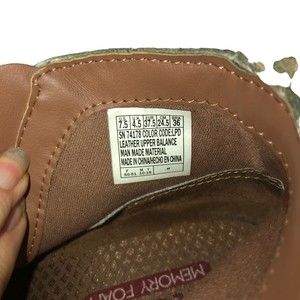 7.5 4.5 37.5 24.5 36
SN 74178 COLOR CODE.LPD
LEATHER UPPER BALANCE
MAN MADE MATERIAL
MADE IN CHINA/HECHO EN CHINA
MEMORY FOA